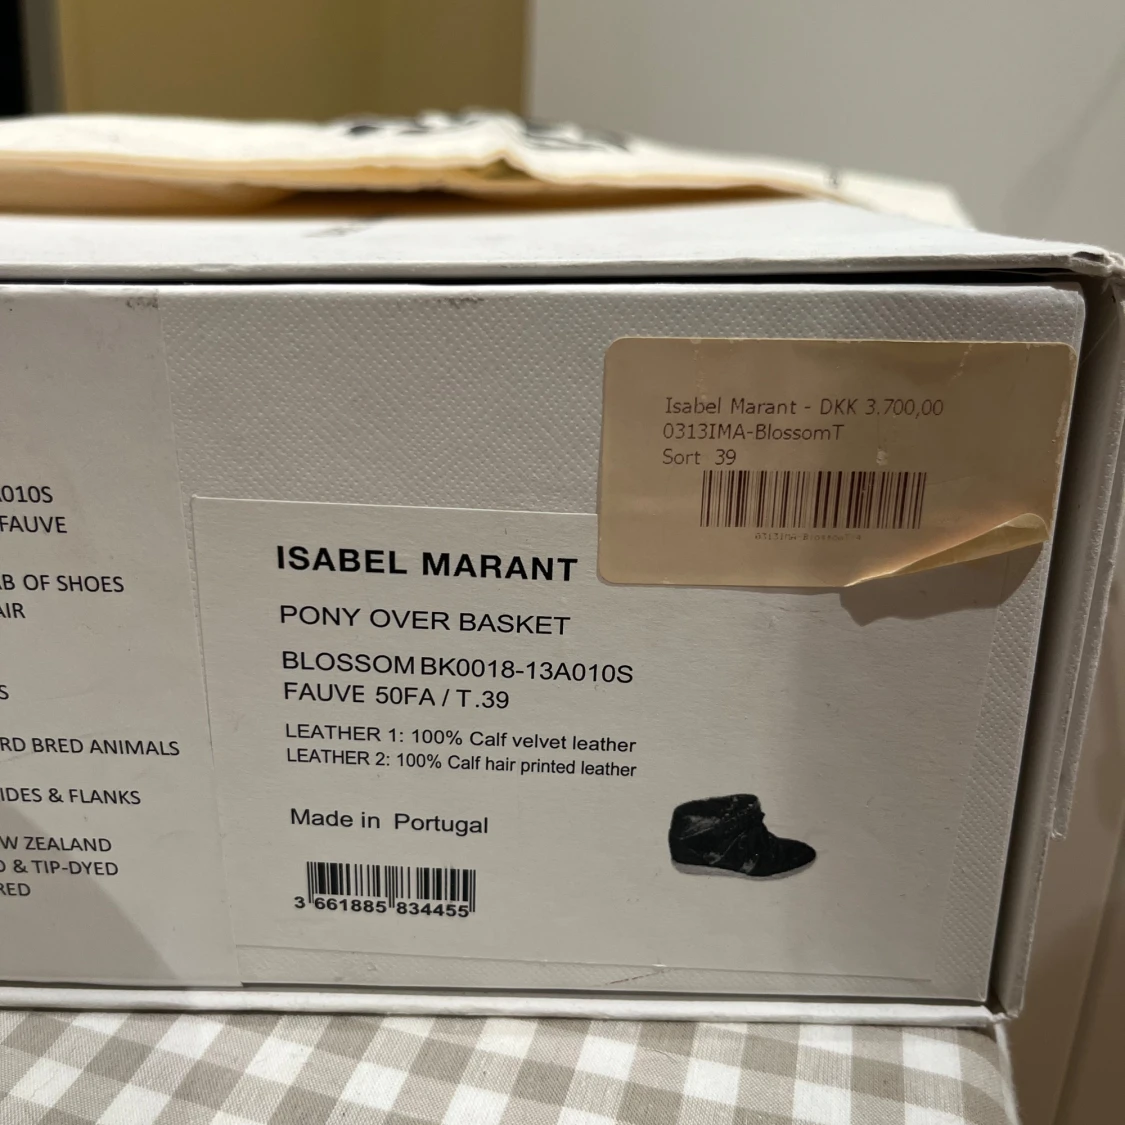 Isabel Marant - DKK 3.700,00
0313IMA-BlossomT
Sort 39
010S
FAUVE
B OF SHOES
AIR
S
RD BRED ANIMALS
IDES & FLANKS
W ZEALAND
D & TIP-DYED
RED
ISABEL MARANT
PONY OVER BASKET
BLOSSOM BK0018-13A010S
FAUVE 50FA / T.39
LEATHER 1: 100% Calf velvet leather
LEATHER 2: 100% Calf hair printed leather
Made in Portugal
3 661885 834455